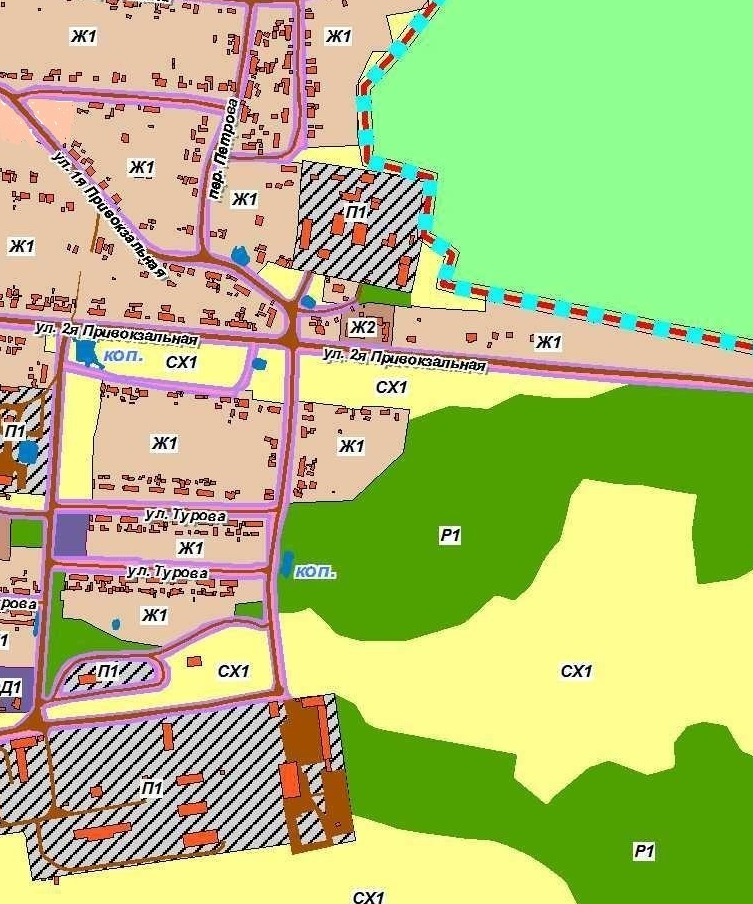 Ж1
Ж1
пер. Петрова
Ж1
ул. 1я Привокзальная
Ж1
П1
Ж1
ул. 2я Привокзальная
Ж2
Ж1
коп.
СХ1
ул. 2я Привокзальная
СХ1
П1
Ж1
Ж1
ул. Турова
Р1
Ж1
ул. Турова
коп.
рова
Ж1
1
П1
СХ1
СХ1
Д1
П1
Р1
СХ1